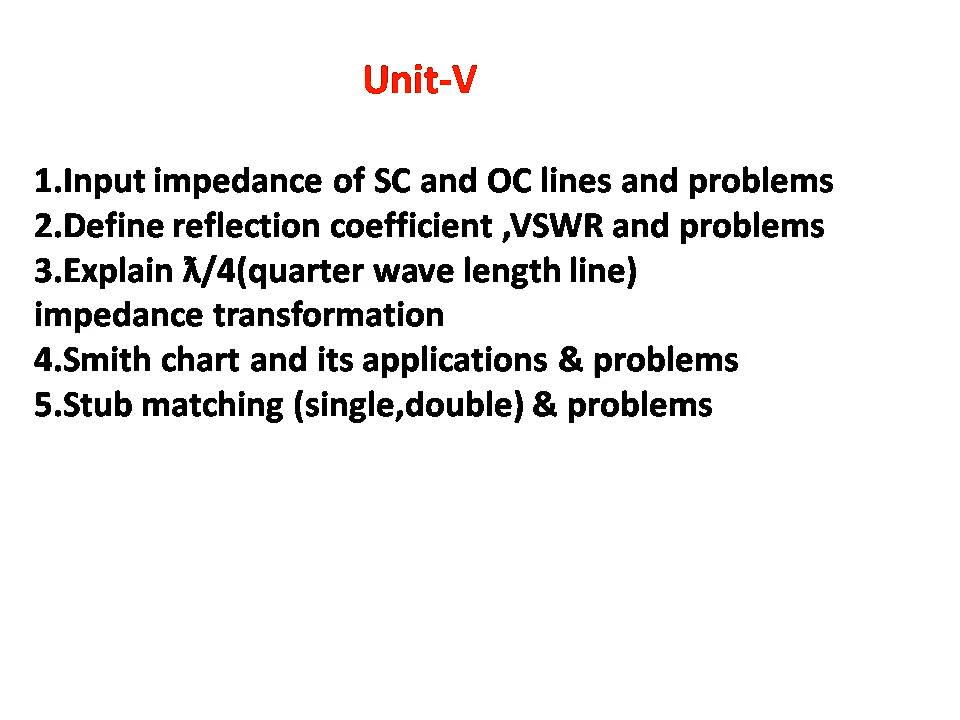 Unit-V
1.Input impedance of SC and OC lines and problems
2.Define reflection coefficient ,VSWR and problems
3.Explain ƛ/4(quarter wave length line)
impedance transformation
4.Smith chart and its applications & problems
5.Stub matching (single,double) & problems